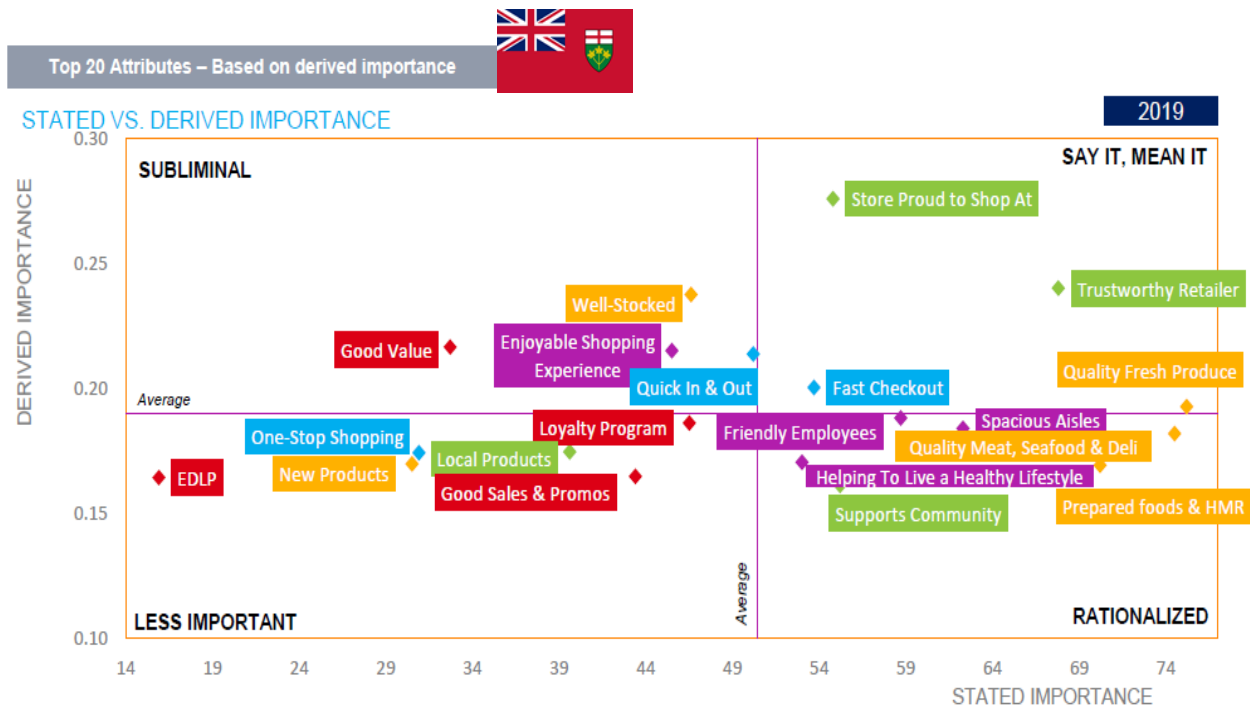 Top 20 Attributes – Based on derived importance
STATED VS. DERIVED IMPORTANCE
2019
0.30
SUBLIMINAL
SAY IT, MEAN IT
Store Proud to Shop At
0.25
Trustworthy Retailer
Well-Stocked
Good Value
Enjoyable Shopping
Experience
Quality Fresh Produce
Quick In & Out
Fast Checkout
0.20
Average
Loyalty Program
Spacious Aisles
Friendly Employees
One-Stop Shopping
Quality Meat, Seafood & Deli
Local Products
New Products
EDLP
Helping To Live a Healthy Lifestyle
Good Sales & Promos
0.15
Supports Community
Prepared foods & HMR
Average
LESS IMPORTANT
RATIONALIZED
0.10
DERIVED IMPORTANCE
14 19 24 29 34 39 44 49 54 59 64 69 74
STATED IMPORTANCE